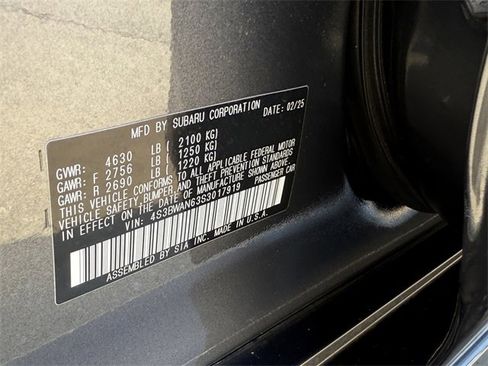 MFD BY SUBARU CORPORATION DATE: 02/25
GVWR: 4630 LB ( 2100 KG)
GAWR: F 2756 LB ( 1250 KG)
GAWR: R 2690 LB ( 1220 KG)
THIS VEHICLE CONFORMS TO ALL APPLICABLE FEDERAL MOTOR
VEHICLE SAFETY, BUMPER, AND THEFT PREVENTION STANDARDS
IN EFFECT ON THE DATE OF MANUFACTURE SHOWN ABOVE.
VIN: 4S3BWAN63S3017919
ASSEMBLED BY SIA INC. MADE IN U.S.A.